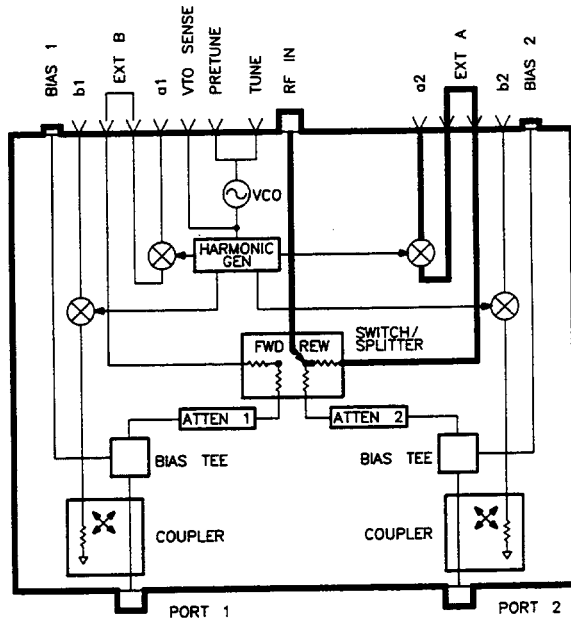 BIAS 1
b1
EXT B
a1
VTO SENSE
PRETUNE
TUNE
RF IN
a2
EXT A
b2
BIAS 2
VCO
HARMONIC
GEN
FWD REW
SWITCH/
SPLITTER
ATTEN 1
ATTEN 2
BIAS TEE
BIAS TEE
COUPLER
COUPLER
PORT 1
PORT 2